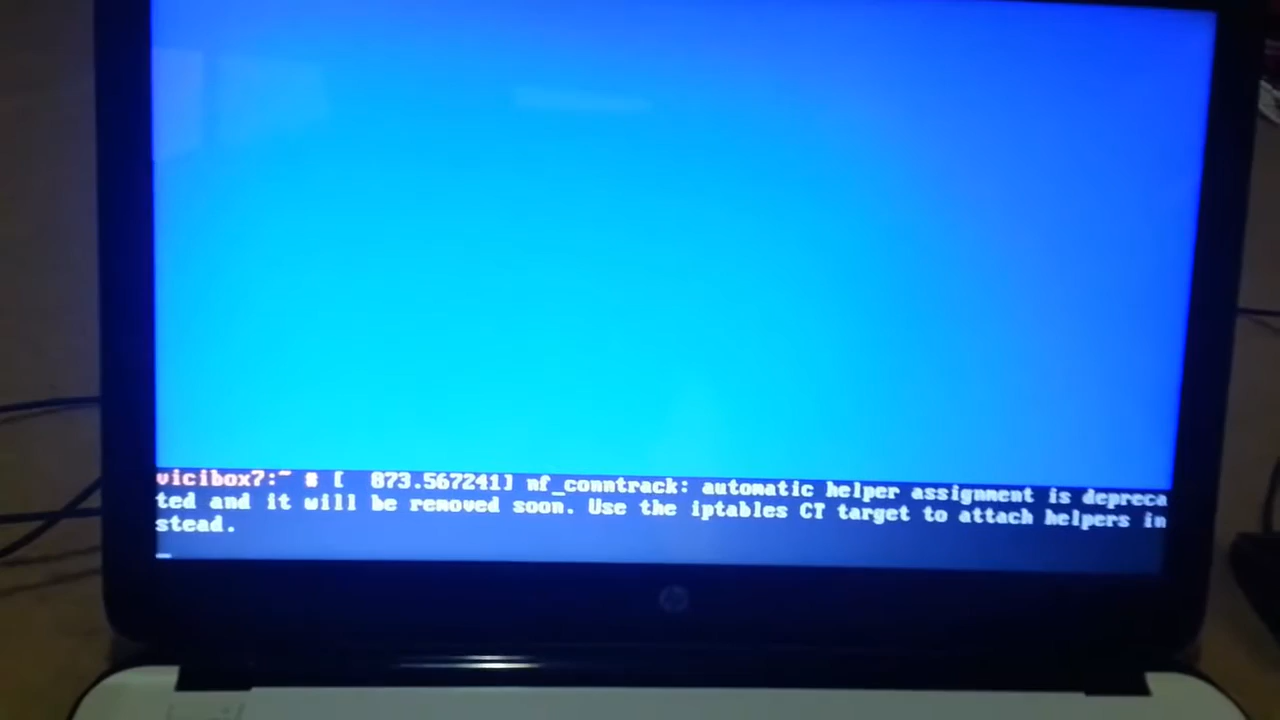 vicibox7:~ # [  873.567241] nf_conntrack: automatic helper assignment is depreca
ted and it will be removed soon. Use the iptables CT target to attach helpers in
stead.
hp